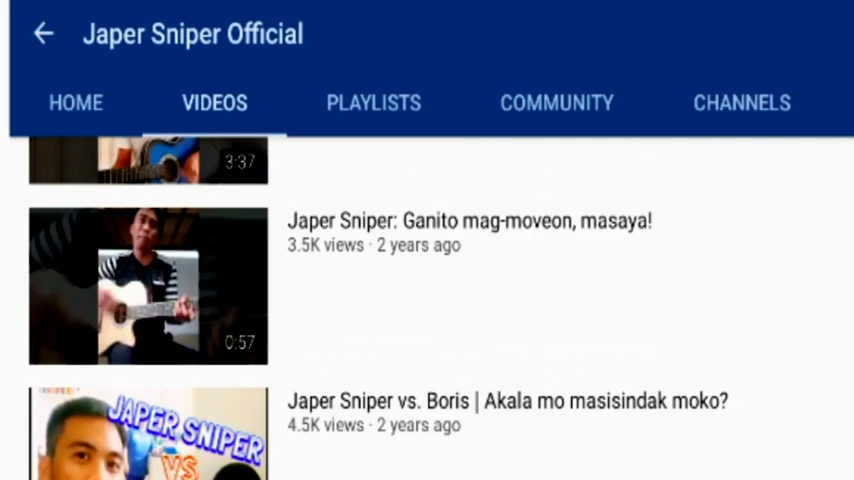 Japer Sniper Official
HOME VIDEOS PLAYLISTS COMMUNITY CHANNELS
3:37
Japer Sniper: Ganito mag-moveon, masaya!
3.5K views · 2 years ago
0:57
Japer Sniper vs. Boris | Akala mo masisindak moko?
4.5K views · 2 years ago
JAPER SNIPER
VS